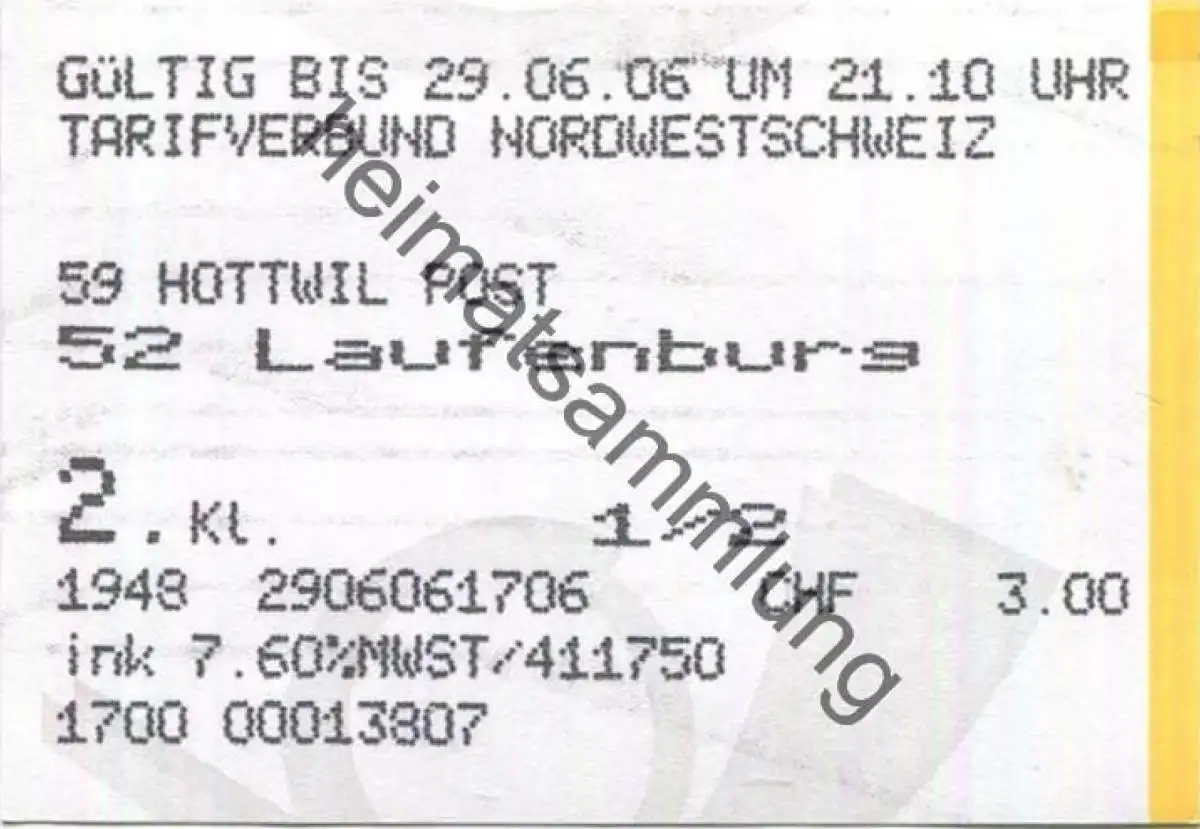 GÜLTIG BIS 29.06.06 UM 21.10 UHR
TARIFVERBUND NORDWESTSCHWEIZ
59 HOTTWIL POST
52 Laufenburg
2. Kl. 1/2
1948 2906061706 CHF 3.00
ink 7.60%MWST/411750
1700 00013807
heimatsammlung